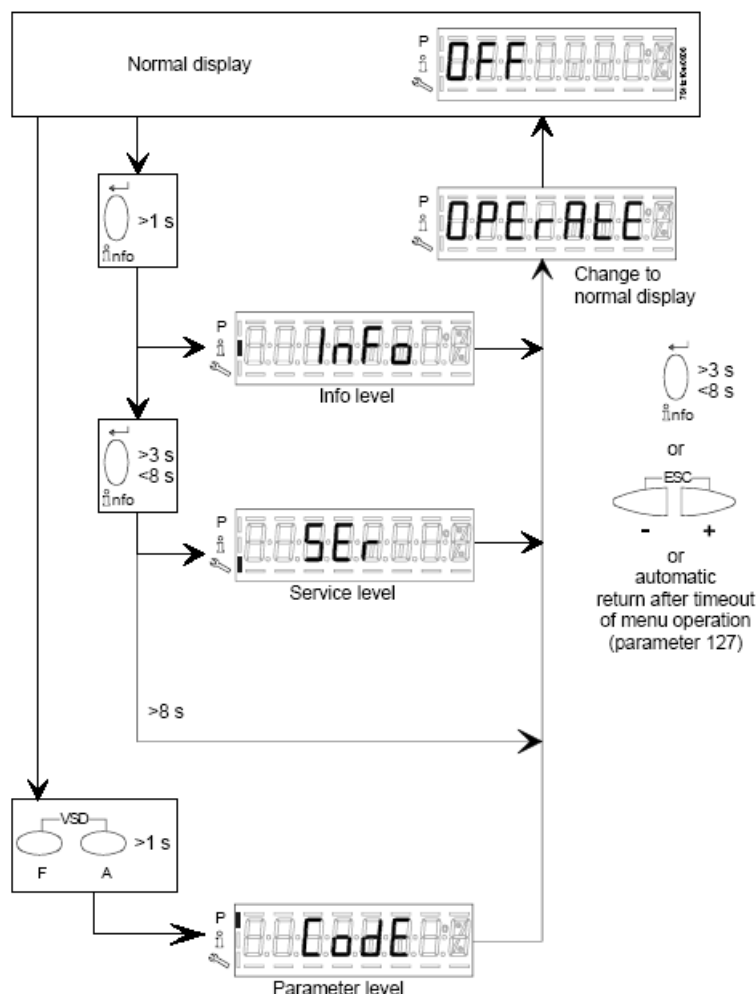 Normal display
P
OFF
P
OPErAtE
Change to
normal display
>1 s
info
P
InFo
Info level
>3 s
<8 s
info
P
SEr
Service level
>3 s
<8 s
info
or
ESC
- +
or
automatic
return after timeout
of menu operation
(parameter 127)
>8 s
VSD
>1 s
F A
P
CodE
Parameter level